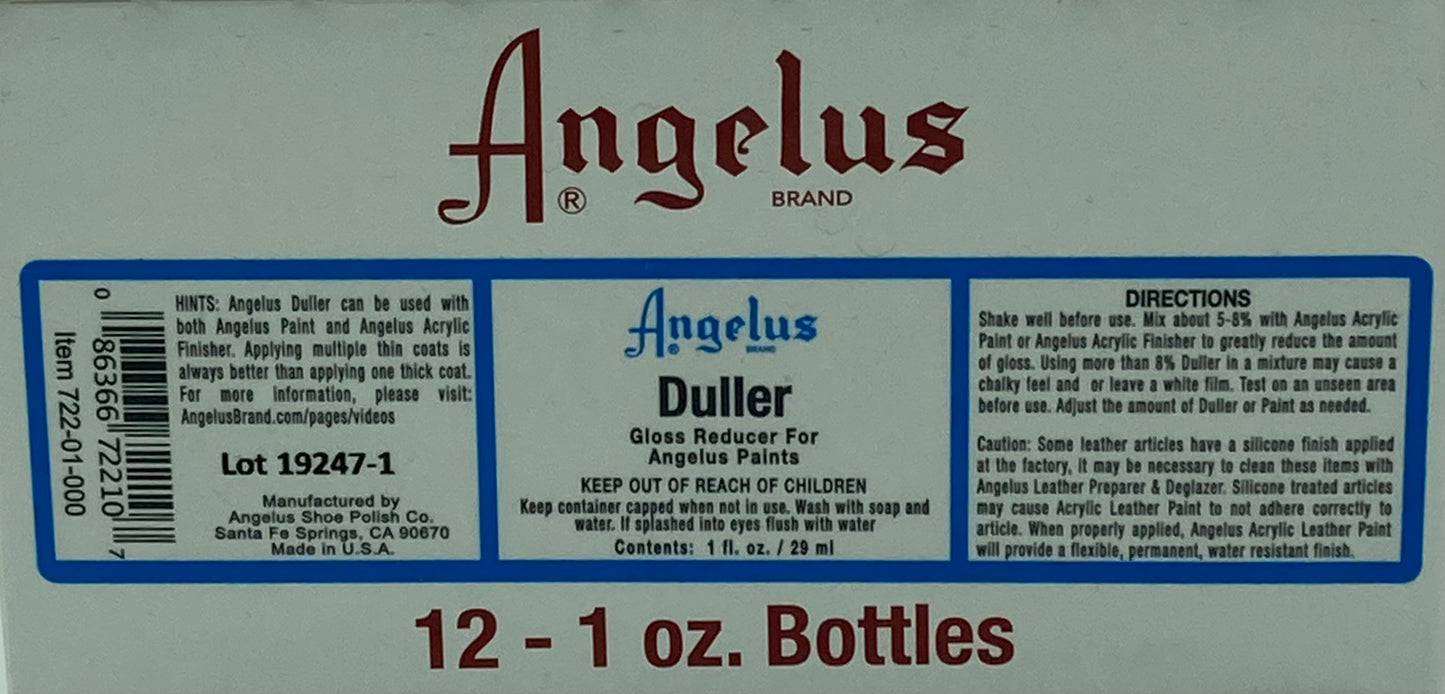 Angelus
®
BRAND
HINTS: Angelus Duller can be used with
both Angelus Paint and Angelus Acrylic
Finisher. Applying multiple thin coats is
always better than applying one thick coat.
For more information, please visit:
AngelusBrand.com/pages/videos
Lot 19247-1
Manufactured by
Angelus Shoe Polish Co.
Santa Fe Springs, CA 90670
Made in U.S.A.
0 86366 72210 7
Item 722-01-000
Angelus
®
BRAND
Duller
Gloss Reducer For
Angelus Paints
KEEP OUT OF REACH OF CHILDREN
Keep container capped when not in use. Wash with soap and
water. If splashed into eyes flush with water
Contents: 1 fl. oz. / 29 ml
DIRECTIONS
Shake well before use. Mix about 5-8% with Angelus Acrylic
Paint or Angelus Acrylic Finisher to greatly reduce the amount
of gloss. Using more than 8% Duller in a mixture may cause a
chalky feel and or leave a white film. Test on an unseen area
before use. Adjust the amount of Duller or Paint as needed.
Caution: Some leather articles have a silicone finish applied
at the factory, it may be necessary to clean these items with
Angelus Leather Preparer & Deglazer. Silicone treated articles
may cause Acrylic Leather Paint to not adhere correctly to
article. When properly applied, Angelus Acrylic Leather Paint
will provide a flexible, permanent, water resistant finish.
12 - 1 oz. Bottles